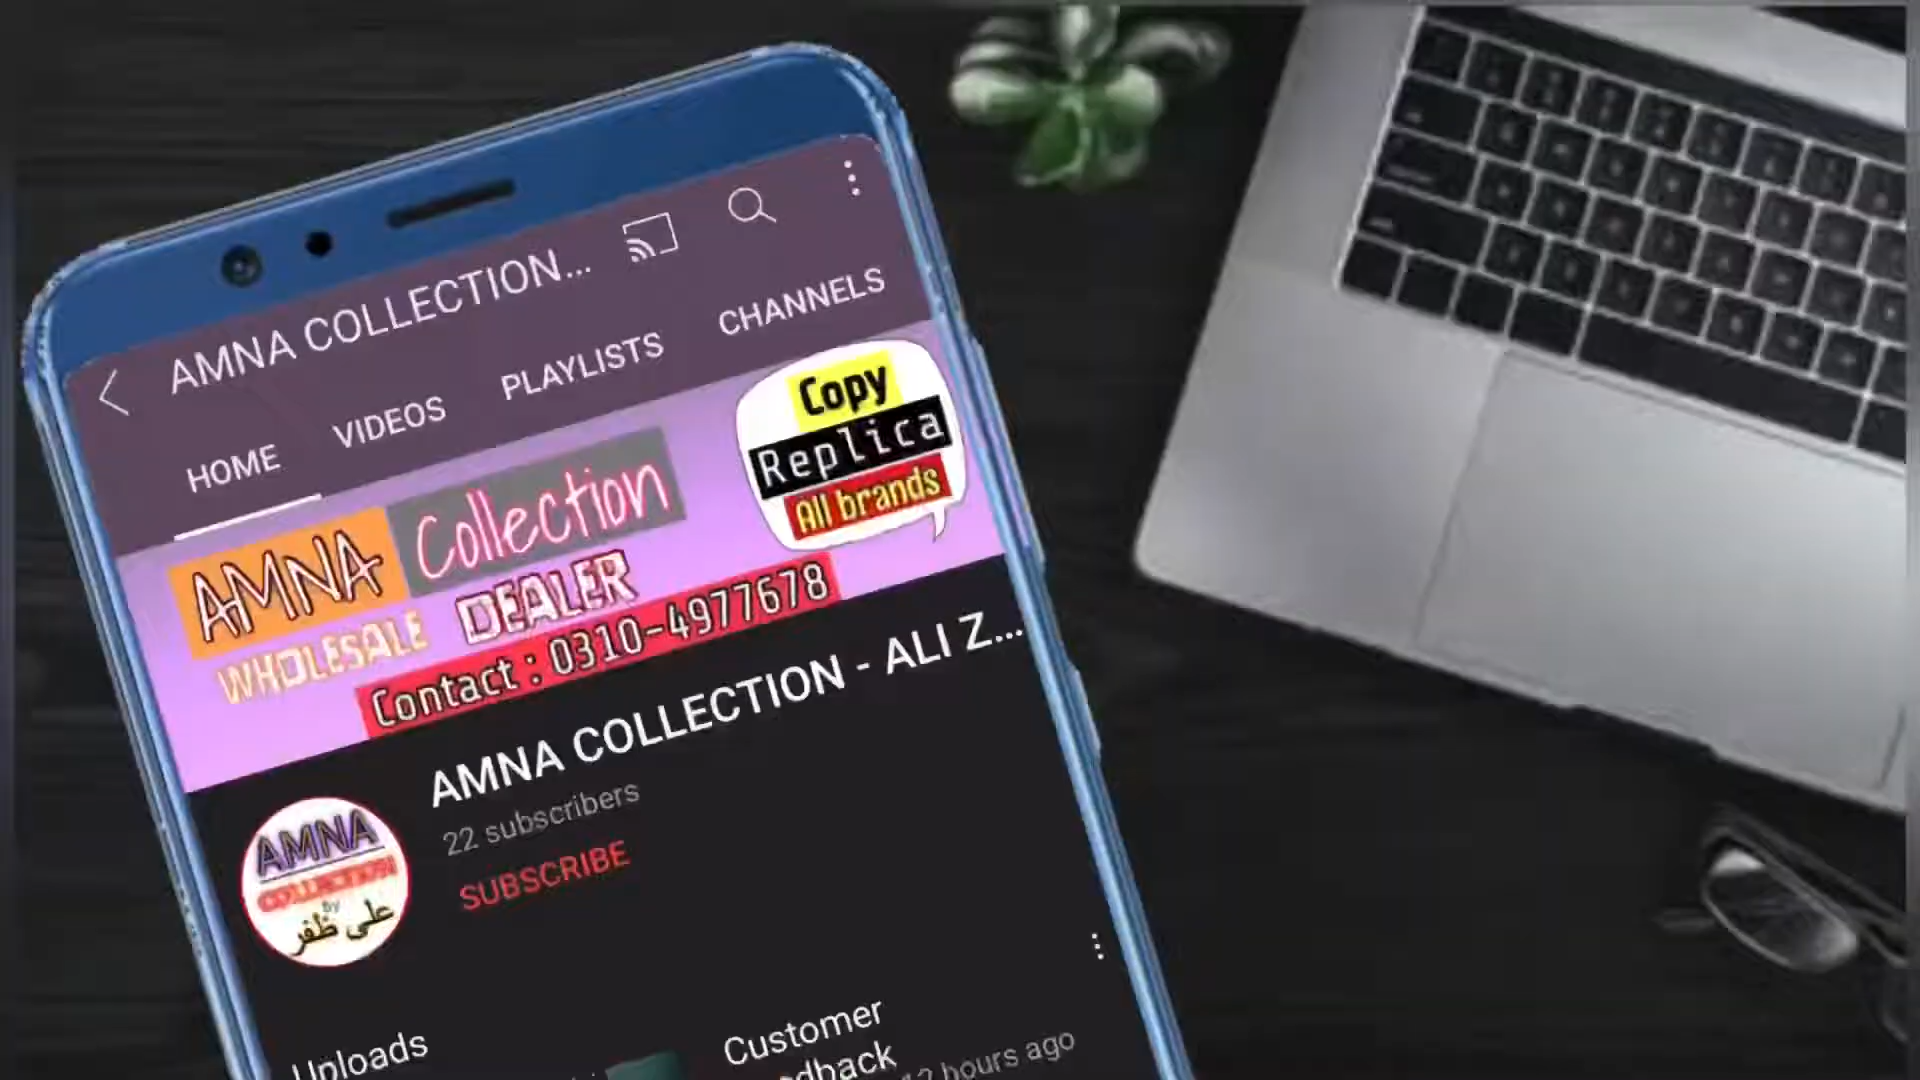 AMNA COLLECTION...
HOME
VIDEOS
PLAYLISTS
CHANNELS
AMNA Collection
WHOLESALE DEALER
Contact : 0310-4977678
Copy
Replica
All brands
AMNA COLLECTION - ALI Z...
22 subscribers
SUBSCRIBE
AMNA
COLLECTION
By
علی ظفر
Uploads
Customer
hours ago